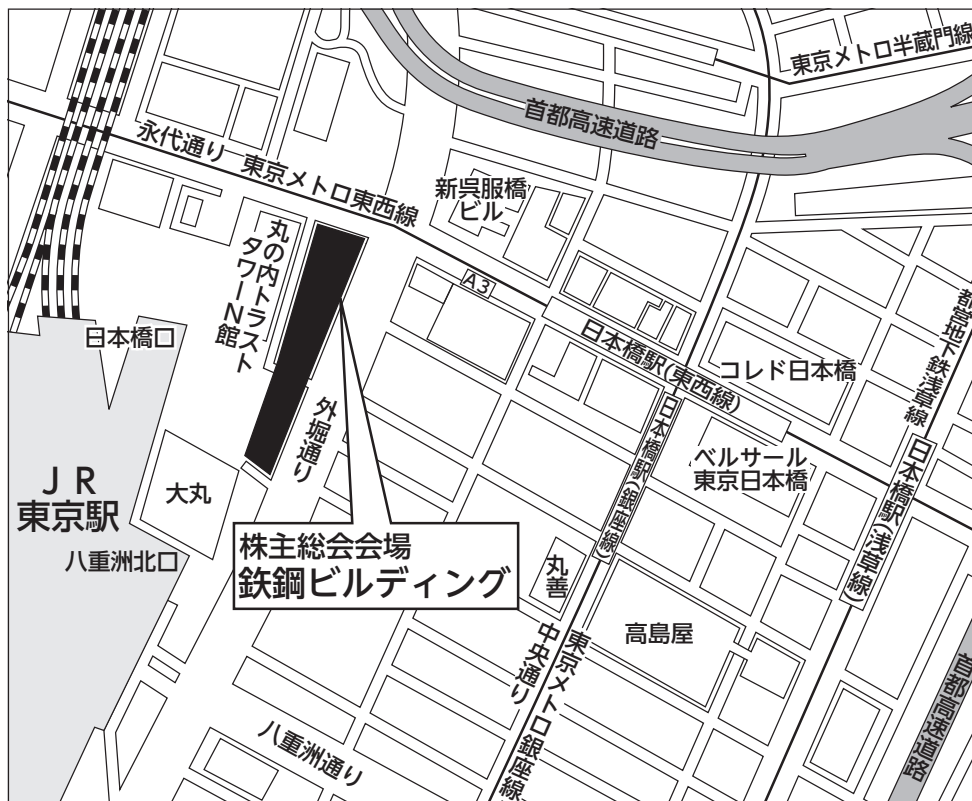 東京メトロ半蔵門線
首都高速道路
永代通り
東京メトロ東西線
新呉服橋
ビル
丸の内トラスト
タワーN館
A3
日本橋口
日本橋駅(東西線)
コレド日本橋
都営地下鉄浅草線
外堀通り
日本橋駅(銀座線)
ベルサール
東京日本橋
日本橋駅(浅草線)
JR
東京駅
大丸
八重洲北口
株主総会会場
鉄鋼ビルディング
丸善
高島屋
中央通り
東京メトロ銀座線
八重洲通り
首都高速道路